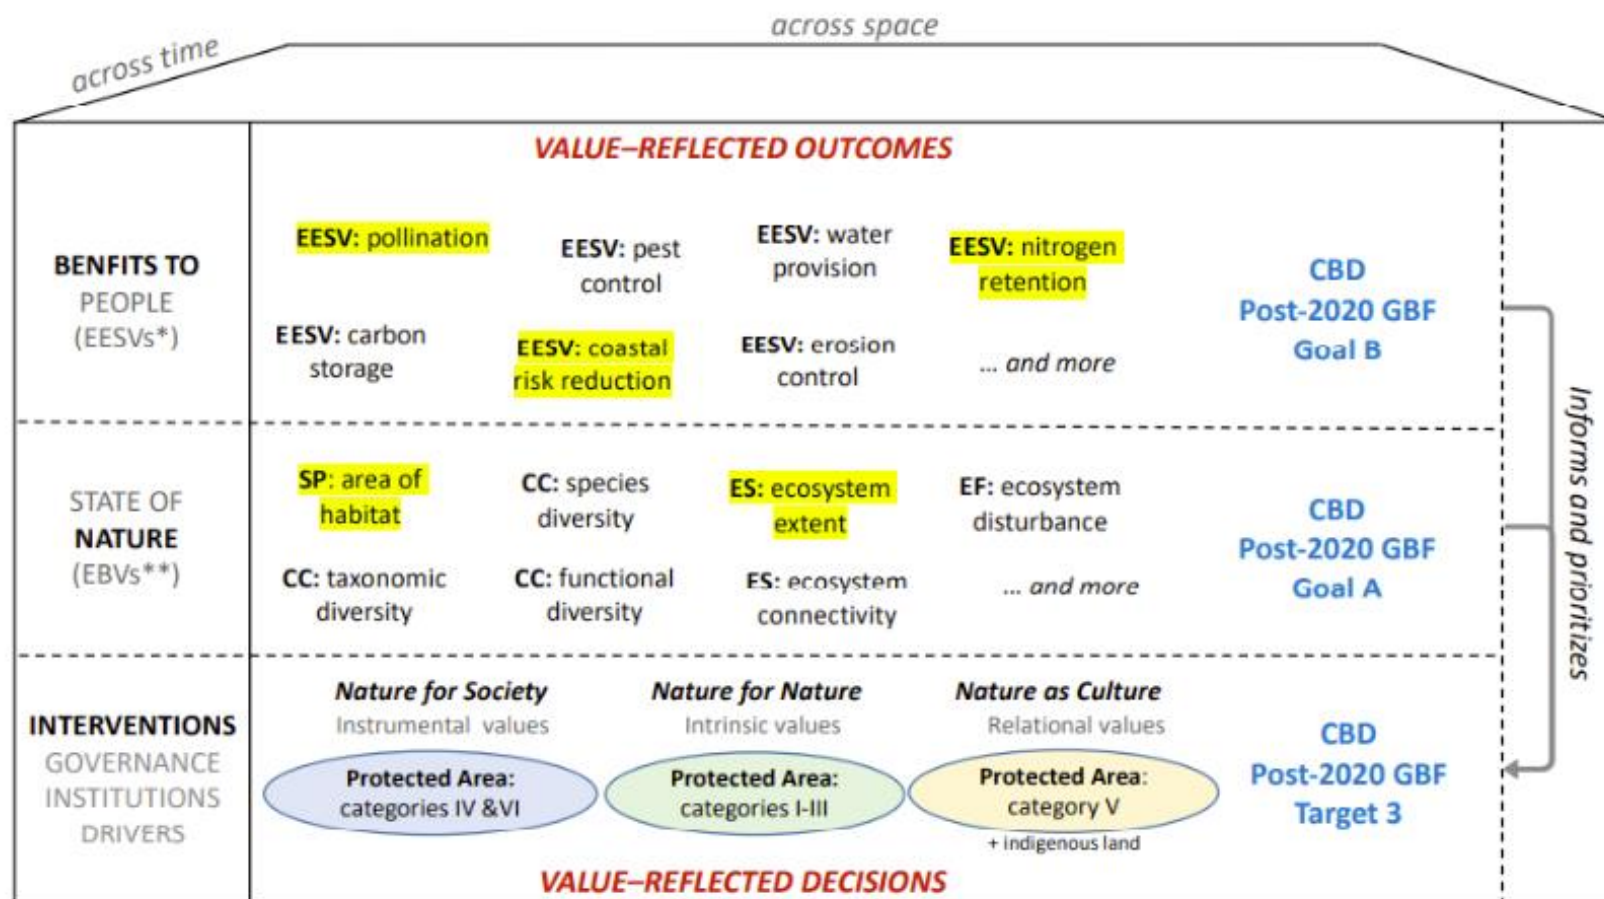 across space
across time
VALUE–REFLECTED OUTCOMES
BENFITS TO
PEOPLE
(EESVs*)
EESV: pollination
EESV: pest
control
EESV: water
provision
EESV: nitrogen
retention
EESV: carbon
storage
EESV: coastal
risk reduction
EESV: erosion
control
... and more
CBD
Post-2020 GBF
Goal B
STATE OF
NATURE
(EBVs**)
SP: area of
habitat
CC: species
diversity
ES: ecosystem
extent
EF: ecosystem
disturbance
CC: taxonomic
diversity
CC: functional
diversity
ES: ecosystem
connectivity
... and more
CBD
Post-2020 GBF
Goal A
Informs and prioritizes
INTERVENTIONS
GOVERNANCE
INSTITUTIONS
DRIVERS
Nature for Society
Instrumental values
Protected Area:
categories IV &VI
Nature for Nature
Intrinsic values
Protected Area:
categories I-III
Nature as Culture
Relational values
Protected Area:
category V
+ indigenous land
CBD
Post-2020 GBF
Target 3
VALUE–REFLECTED DECISIONS